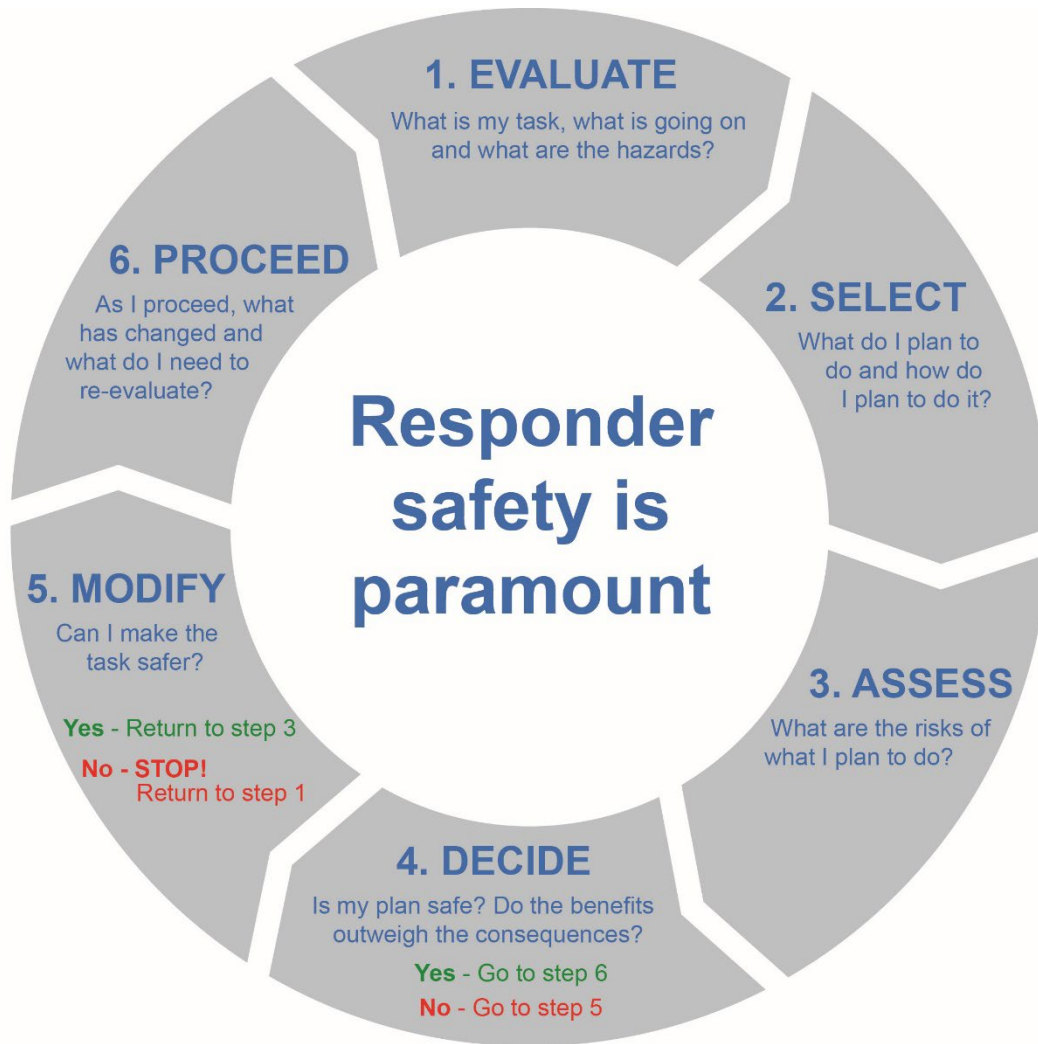 1. EVALUATE
What is my task, what is going on
and what are the hazards?
2. SELECT
What do I plan to
do and how do
I plan to do it?
3. ASSESS
What are the risks of
what I plan to do?
4. DECIDE
Is my plan safe? Do the benefits
outweigh the consequences?
Yes - Go to step 6
No - Go to step 5
5. MODIFY
Can I make the
task safer?
Yes - Return to step 3
No - STOP!
Return to step 1
6. PROCEED
As I proceed, what
has changed and
what do I need to
re-evaluate?
Responder
safety is
paramount